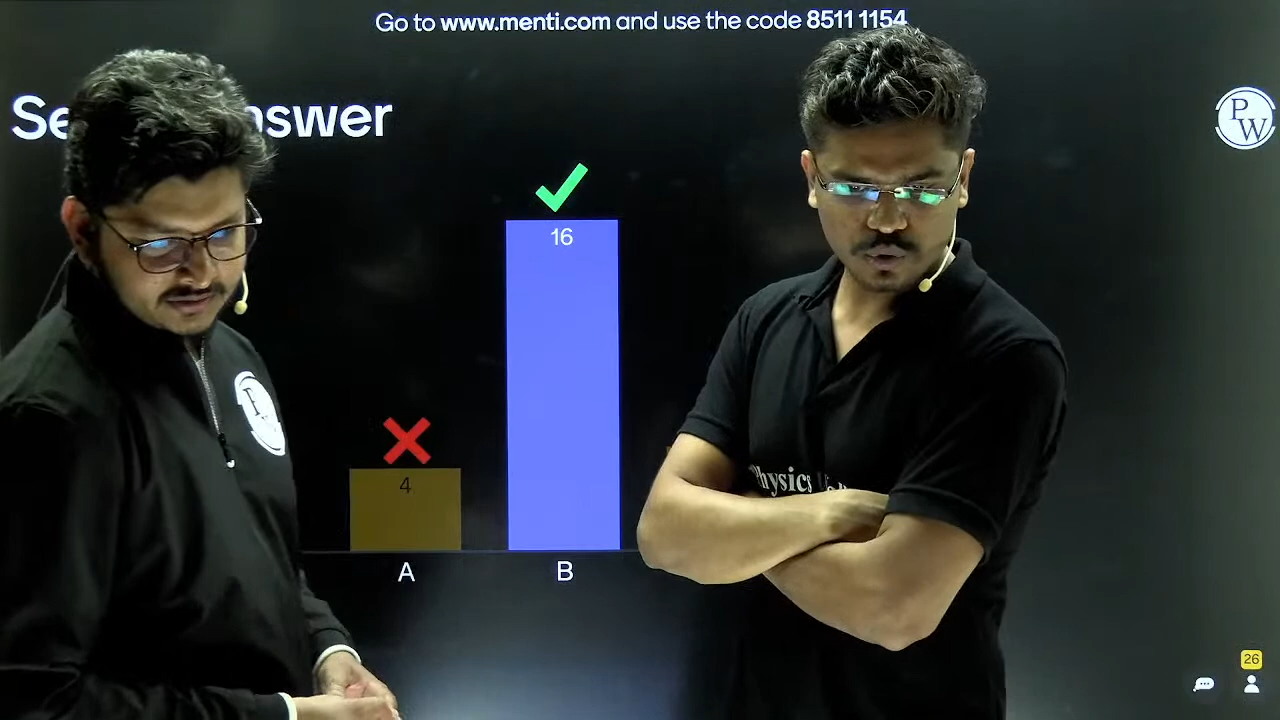 Go to www.menti.com and use the code 8511 1154
Se nswer
PW
16
4
A
B
P
Physics
26